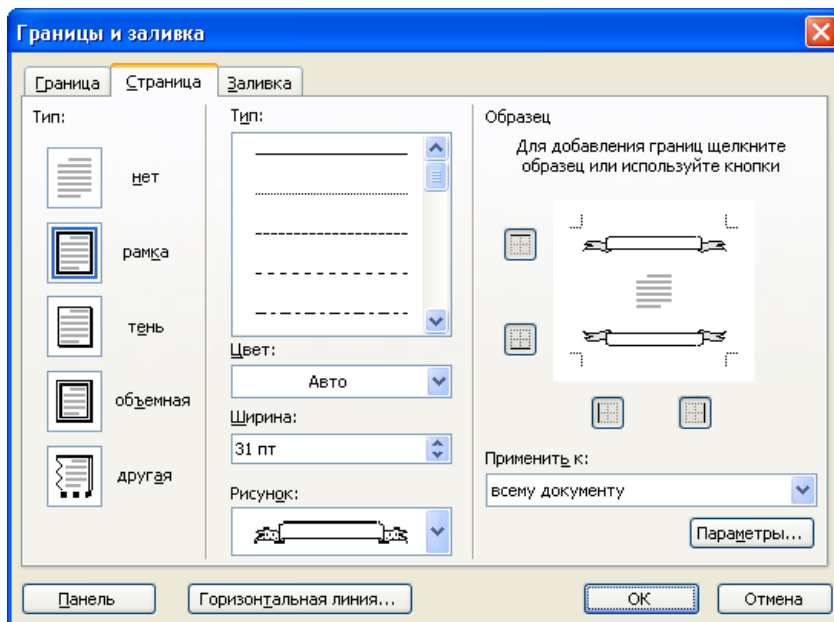 Границы и заливка
Граница
Страница
Заливка
Тип:
нет
рамка
тень
объемная
другая
Тип:
Цвет:
Авто
Ширина:
31 пт
Рисунок:
Образец
Для добавления границ щелкните
образец или используйте кнопки
Применить к:
всему документу
Параметры...
Панель
Горизонтальная линия...
ОК
Отмена